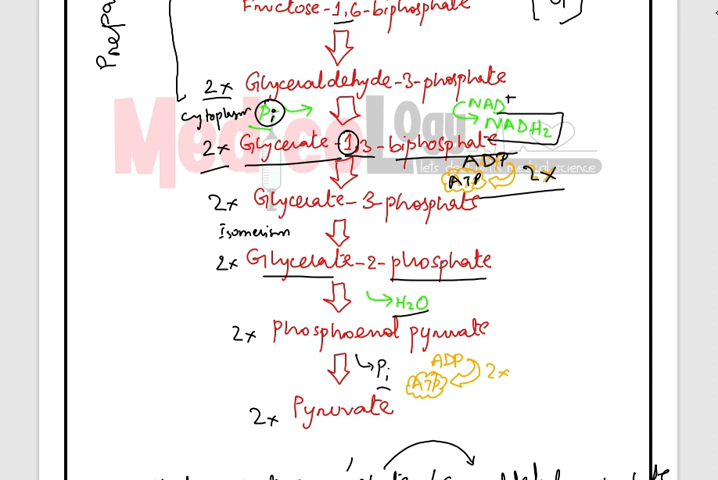 Prepa
Fructose-1,6-biphosphate
2x Glyceraldehyde-3-phosphate
Cytoplasm Pi NAD+
NADH2
MedicoLogy
2x Glycerate-1,3-biphosphate
ADP
ATP 2x
2x Glycerate-3-phosphate
Isomerism
2x Glycerate-2-phosphate
H2O
2x Phosphoenol pyruvate
Pi ADP
ATP 2x
2x Pyruvate